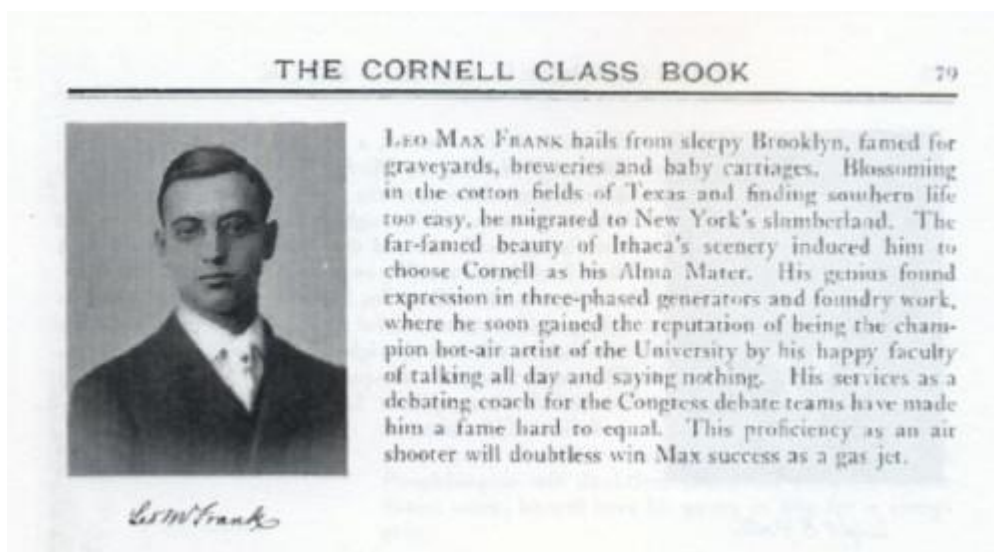 THE CORNELL CLASS BOOK 79
LEO MAX FRANK hails from sleepy Brooklyn, famed for
graveyards, breweries and baby carriages. Blossoming
in the cotton fields of Texas and finding southern life
too easy, he migrated to New York's slumberland. The
far-famed beauty of Ithaca's scenery induced him to
choose Cornell as his Alma Mater. His genius found
expression in three-phased generators and foundry work,
where he soon gained the reputation of being the cham-
pion hot-air artist of the University by his happy faculty
of talking all day and saying nothing. His services as a
debating coach for the Congress debate teams have made
him a fame hard to equal. This proficiency as an air
shooter will doubtless win Max success as a gas jet.
Leo M Frank